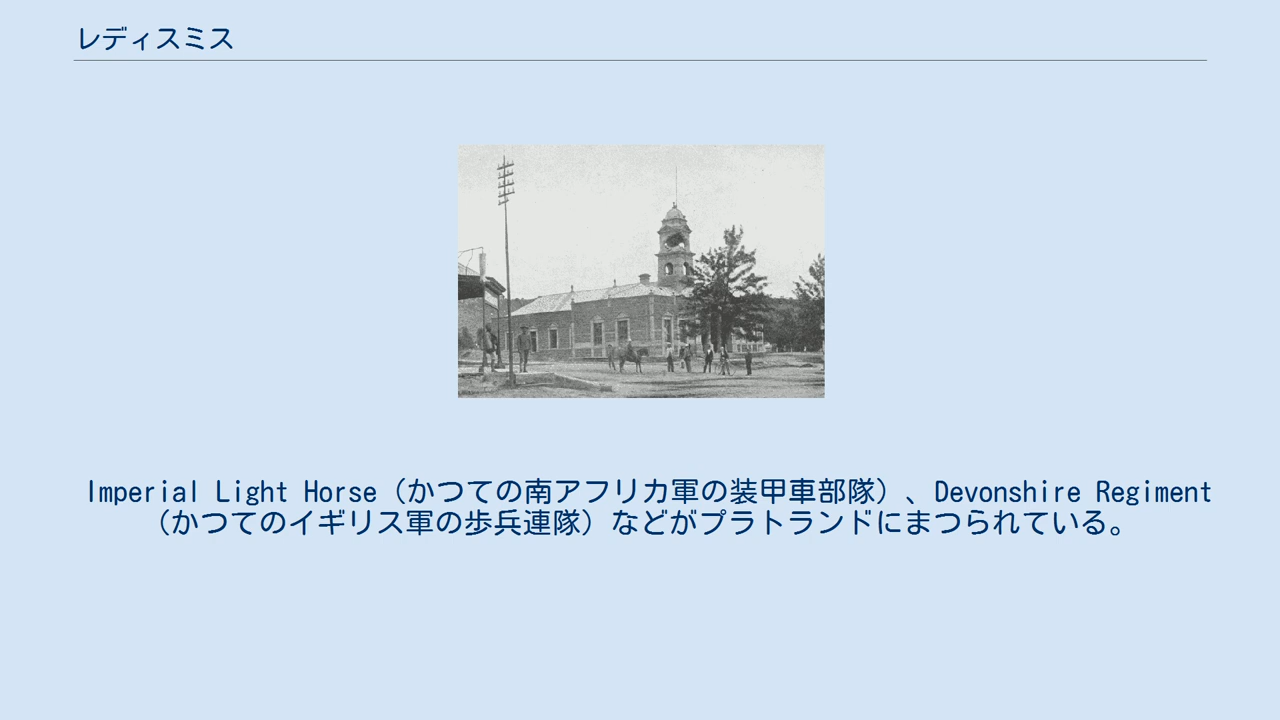 レディスミス
Imperial Light Horse（かつての南アフリカ軍の装甲車部隊）、Devonshire Regiment
（かつてのイギリス軍の歩兵連隊）などがプラトランドにまつられている。